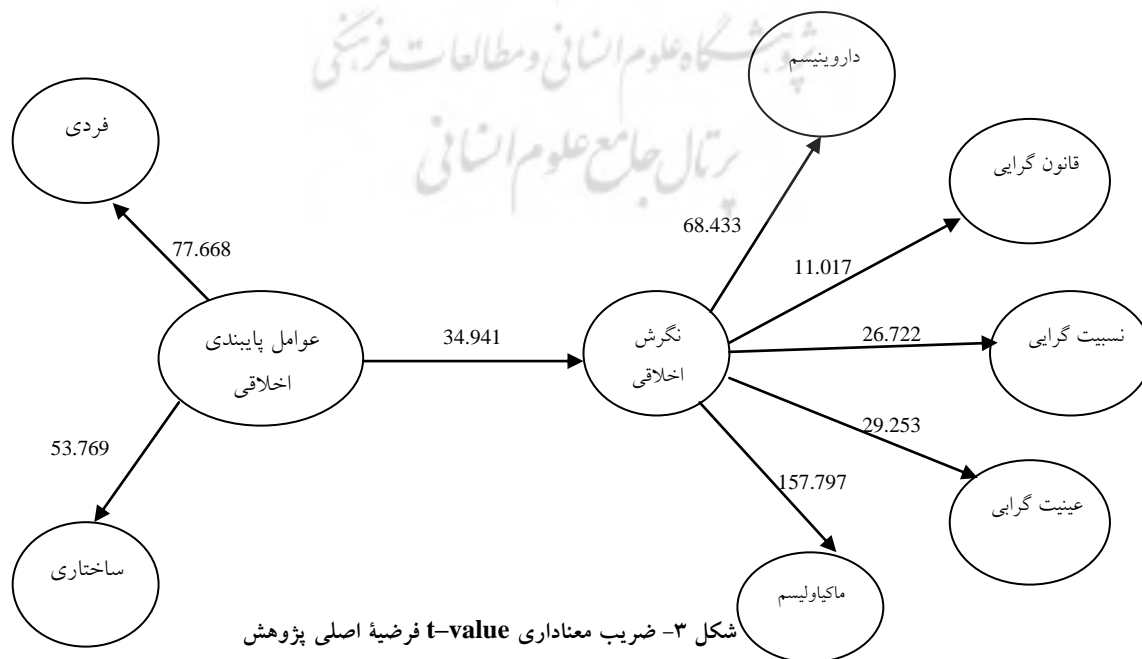 پژوهشگاه علوم انسانی و مطالعات فرهنگی
پرتال جامع علوم انسانی
داروینیسم
فردی
قانون گرایی
68.433
77.668
11.017
عوامل پایبندی
اخلاقی
34.941
نگرش
اخلاقی
26.722
نسبیت گرایی
29.253
53.769
157.797
عینیت گرابی
ساختاری
ماکیاولیسم
شکل ۳- ضریب معناداری t–value فرضیۀ اصلی پژوهش